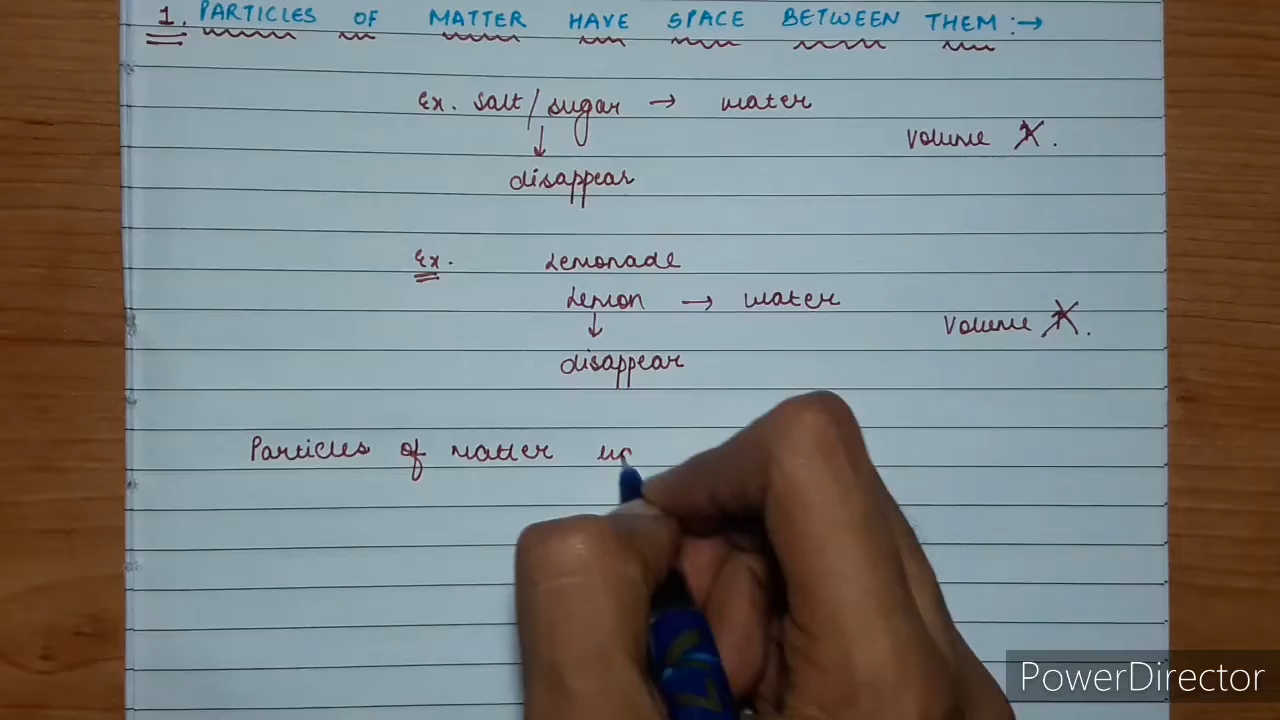 1. PARTICLES OF MATTER HAVE SPACE BETWEEN THEM :→
Ex. salt/sugar → water
Volume X.
↓
disappear
Ex. Lemonade
Lemon → water
Volume X.
↓
disappear
Particles of matter
PowerDirector